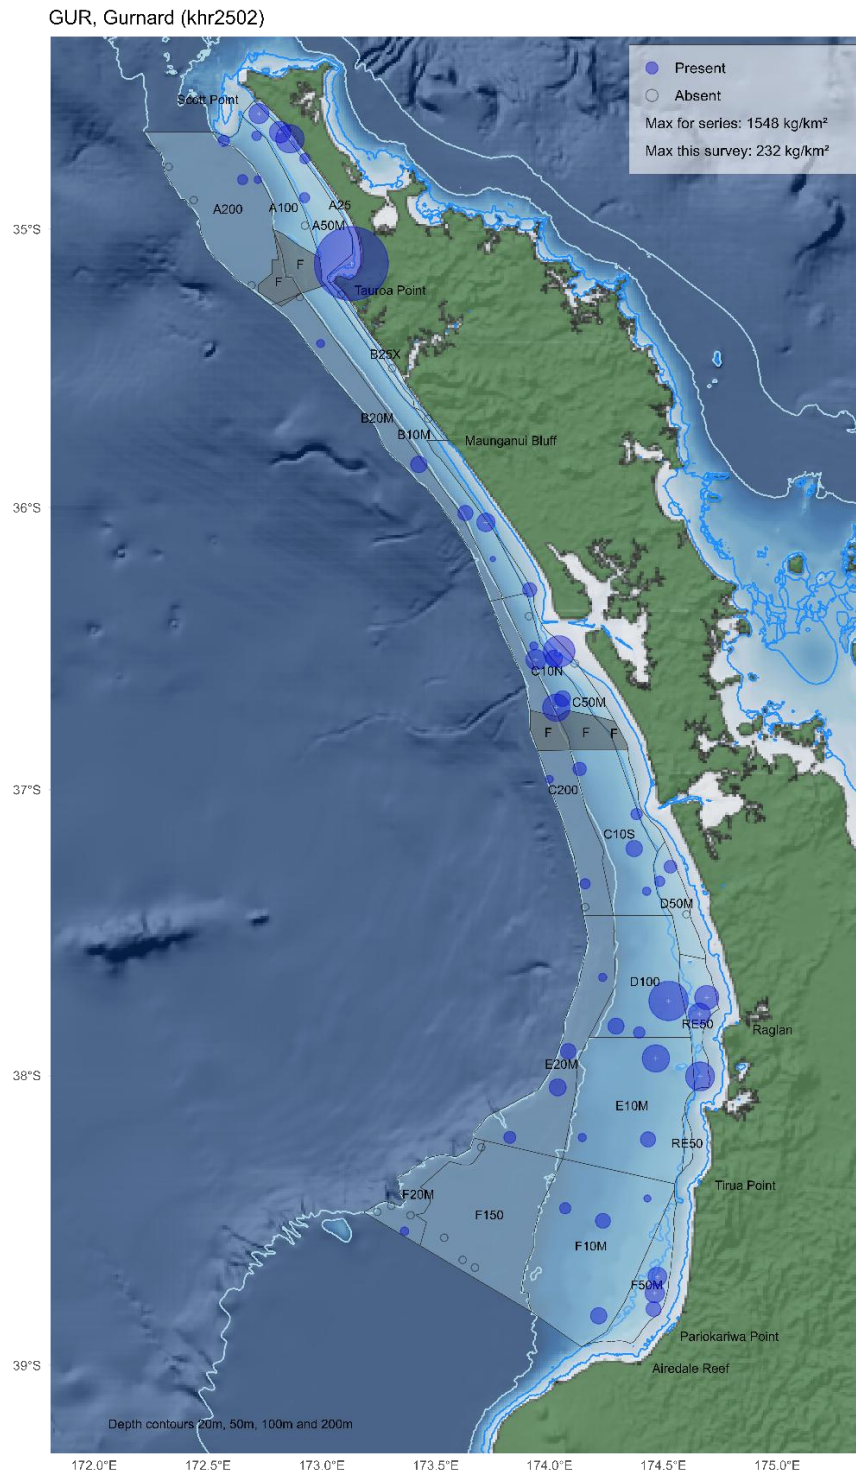 GUR, Gurnard (khr2502)
Present
Absent
Max for series: 1548 kg/km²
Max this survey: 232 kg/km²
Scott Point
A200
A100
A25
A50M
F
F
Tauroa Point
B25X
B20M
B10M
Maunganui Bluff
C10N
C50M
F
F
F
C200
C10S
D50M
D100
RE50
Raglan
E20M
E10M
RE50
Tirua Point
F20M
F150
F10M
F50M
Pariokariwa Point
Airedale Reef
Depth contours 20m, 50m, 100m and 200m
35°S
36°S
37°S
38°S
39°S
172.0°E
172.5°E
173.0°E
173.5°E
174.0°E
174.5°E
175.0°E